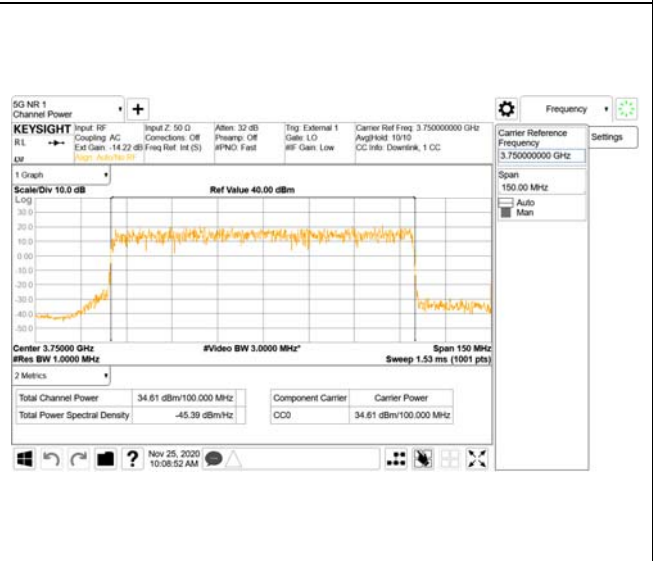 5G NR 1
Channel Power
Frequency
KEYSIGHT
RL
Input: RF
Coupling: AC
Ext Gain: -14.22 dB
Align: Auto/No RF
Input Z: 50 Ω
Corrections: Off
Freq Ref: Int (S)
Atten: 32 dB
Preamp: Off
#PNO: Fast
Trig: External 1
Gate: LO
#IF Gain: Low
Carrier Ref Freq: 3.750000000 GHz
Avg|Hold: 10/10
CC Info: Downlink, 1 CC
Carrier Reference
Frequency
3.750000000 GHz
Settings
Span
150.00 MHz
Auto
Man
1 Graph
Scale/Div 10.0 dB
Ref Value 40.00 dBm
Log
30.0
20.0
10.0
0.00
-10.0
-20.0
-30.0
-40.0
-50.0
Center 3.75000 GHz
#Video BW 3.0000 MHz*
Span 150 MHz
#Res BW 1.0000 MHz
Sweep 1.53 ms (1001 pts)
2 Metrics
Total Channel Power 34.61 dBm/100.000 MHz
Total Power Spectral Density -45.39 dBm/Hz
Component Carrier Carrier Power
CC0 34.61 dBm/100.000 MHz
?
Nov 25, 2020
10:08:52 AM